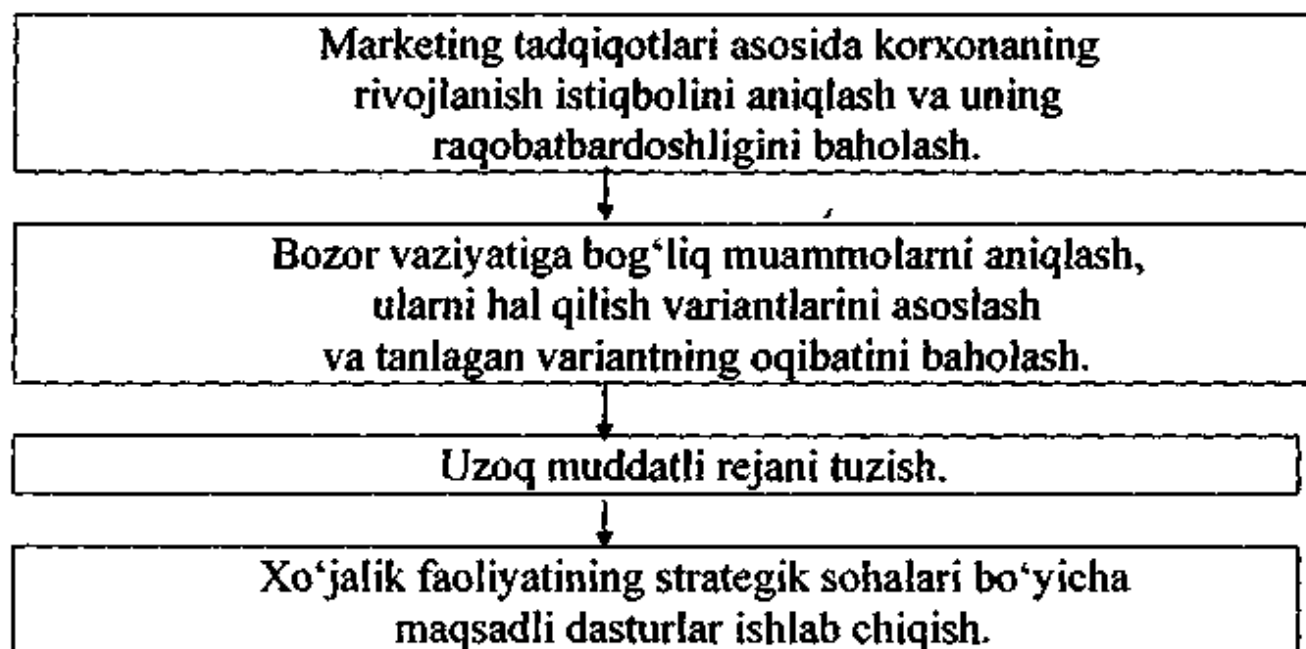 Marketing tadqiqotlari asosida korxonaning
rivojlanish istiqbolini aniqlash va uning
raqobatbardoshligini baholash.
Bozor vaziyatiga bog‘liq muammolarni aniqlash,
ularni hal qilish variantlarini asoslash
va tanlagan variantning oqibatini baholash.
Uzoq muddatli rejani tuzish.
Xo‘jalik faoliyatining strategik sohalari bo‘yicha
maqsadli dasturlar ishlab chiqish.